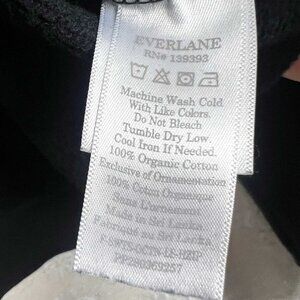 EVERLANE
RN# 139393
Machine Wash Cold
With Like Colors.
Do Not Bleach
Tumble Dry Low.
Cool Iron If Needed.
100% Organic Cotton
Exclusive of Ornamentation
100% Coton Organique
Sans L'ornement
Made in Sri Lanka
Fabriqué au Sri Lanka